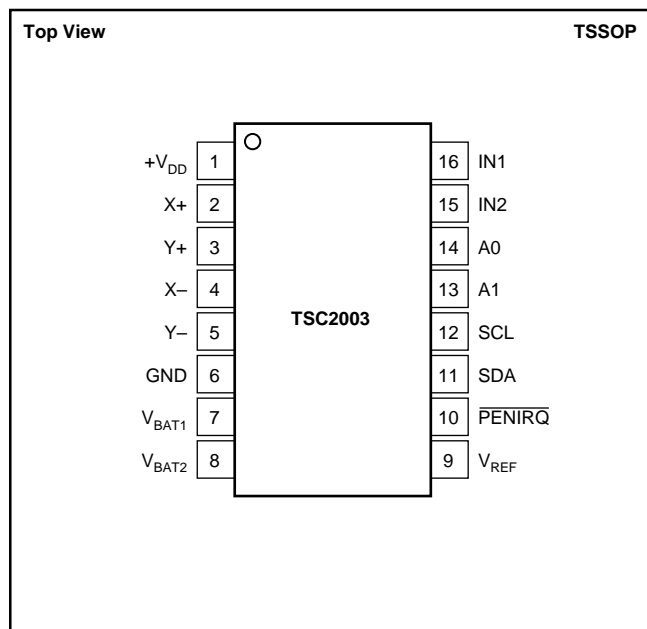 Top View TSSOP
+VDD 1 16 IN1
X+ 2 15 IN2
Y+ 3 14 A0
X– 4 13 A1
TSC2003
Y– 5 12 SCL
GND 6 11 SDA
VBAT1 7 10 PENIRQ
VBAT2 8 9 VREF